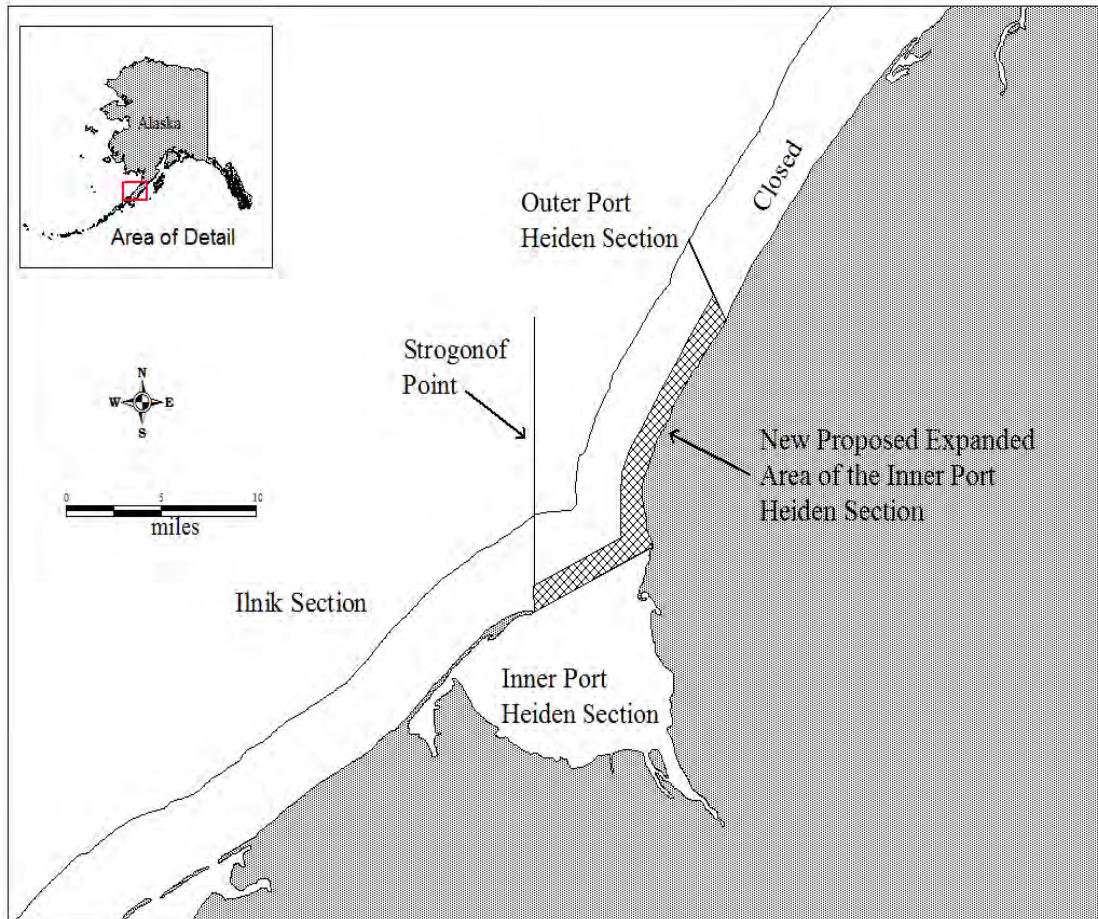 Alaska
Area of Detail
Closed
Outer Port
Heiden Section
Strogonof
Point
N
W E
S
New Proposed Expanded
Area of the Inner Port
Heiden Section
0 5 10
miles
Ilnik Section
Inner Port
Heiden Section